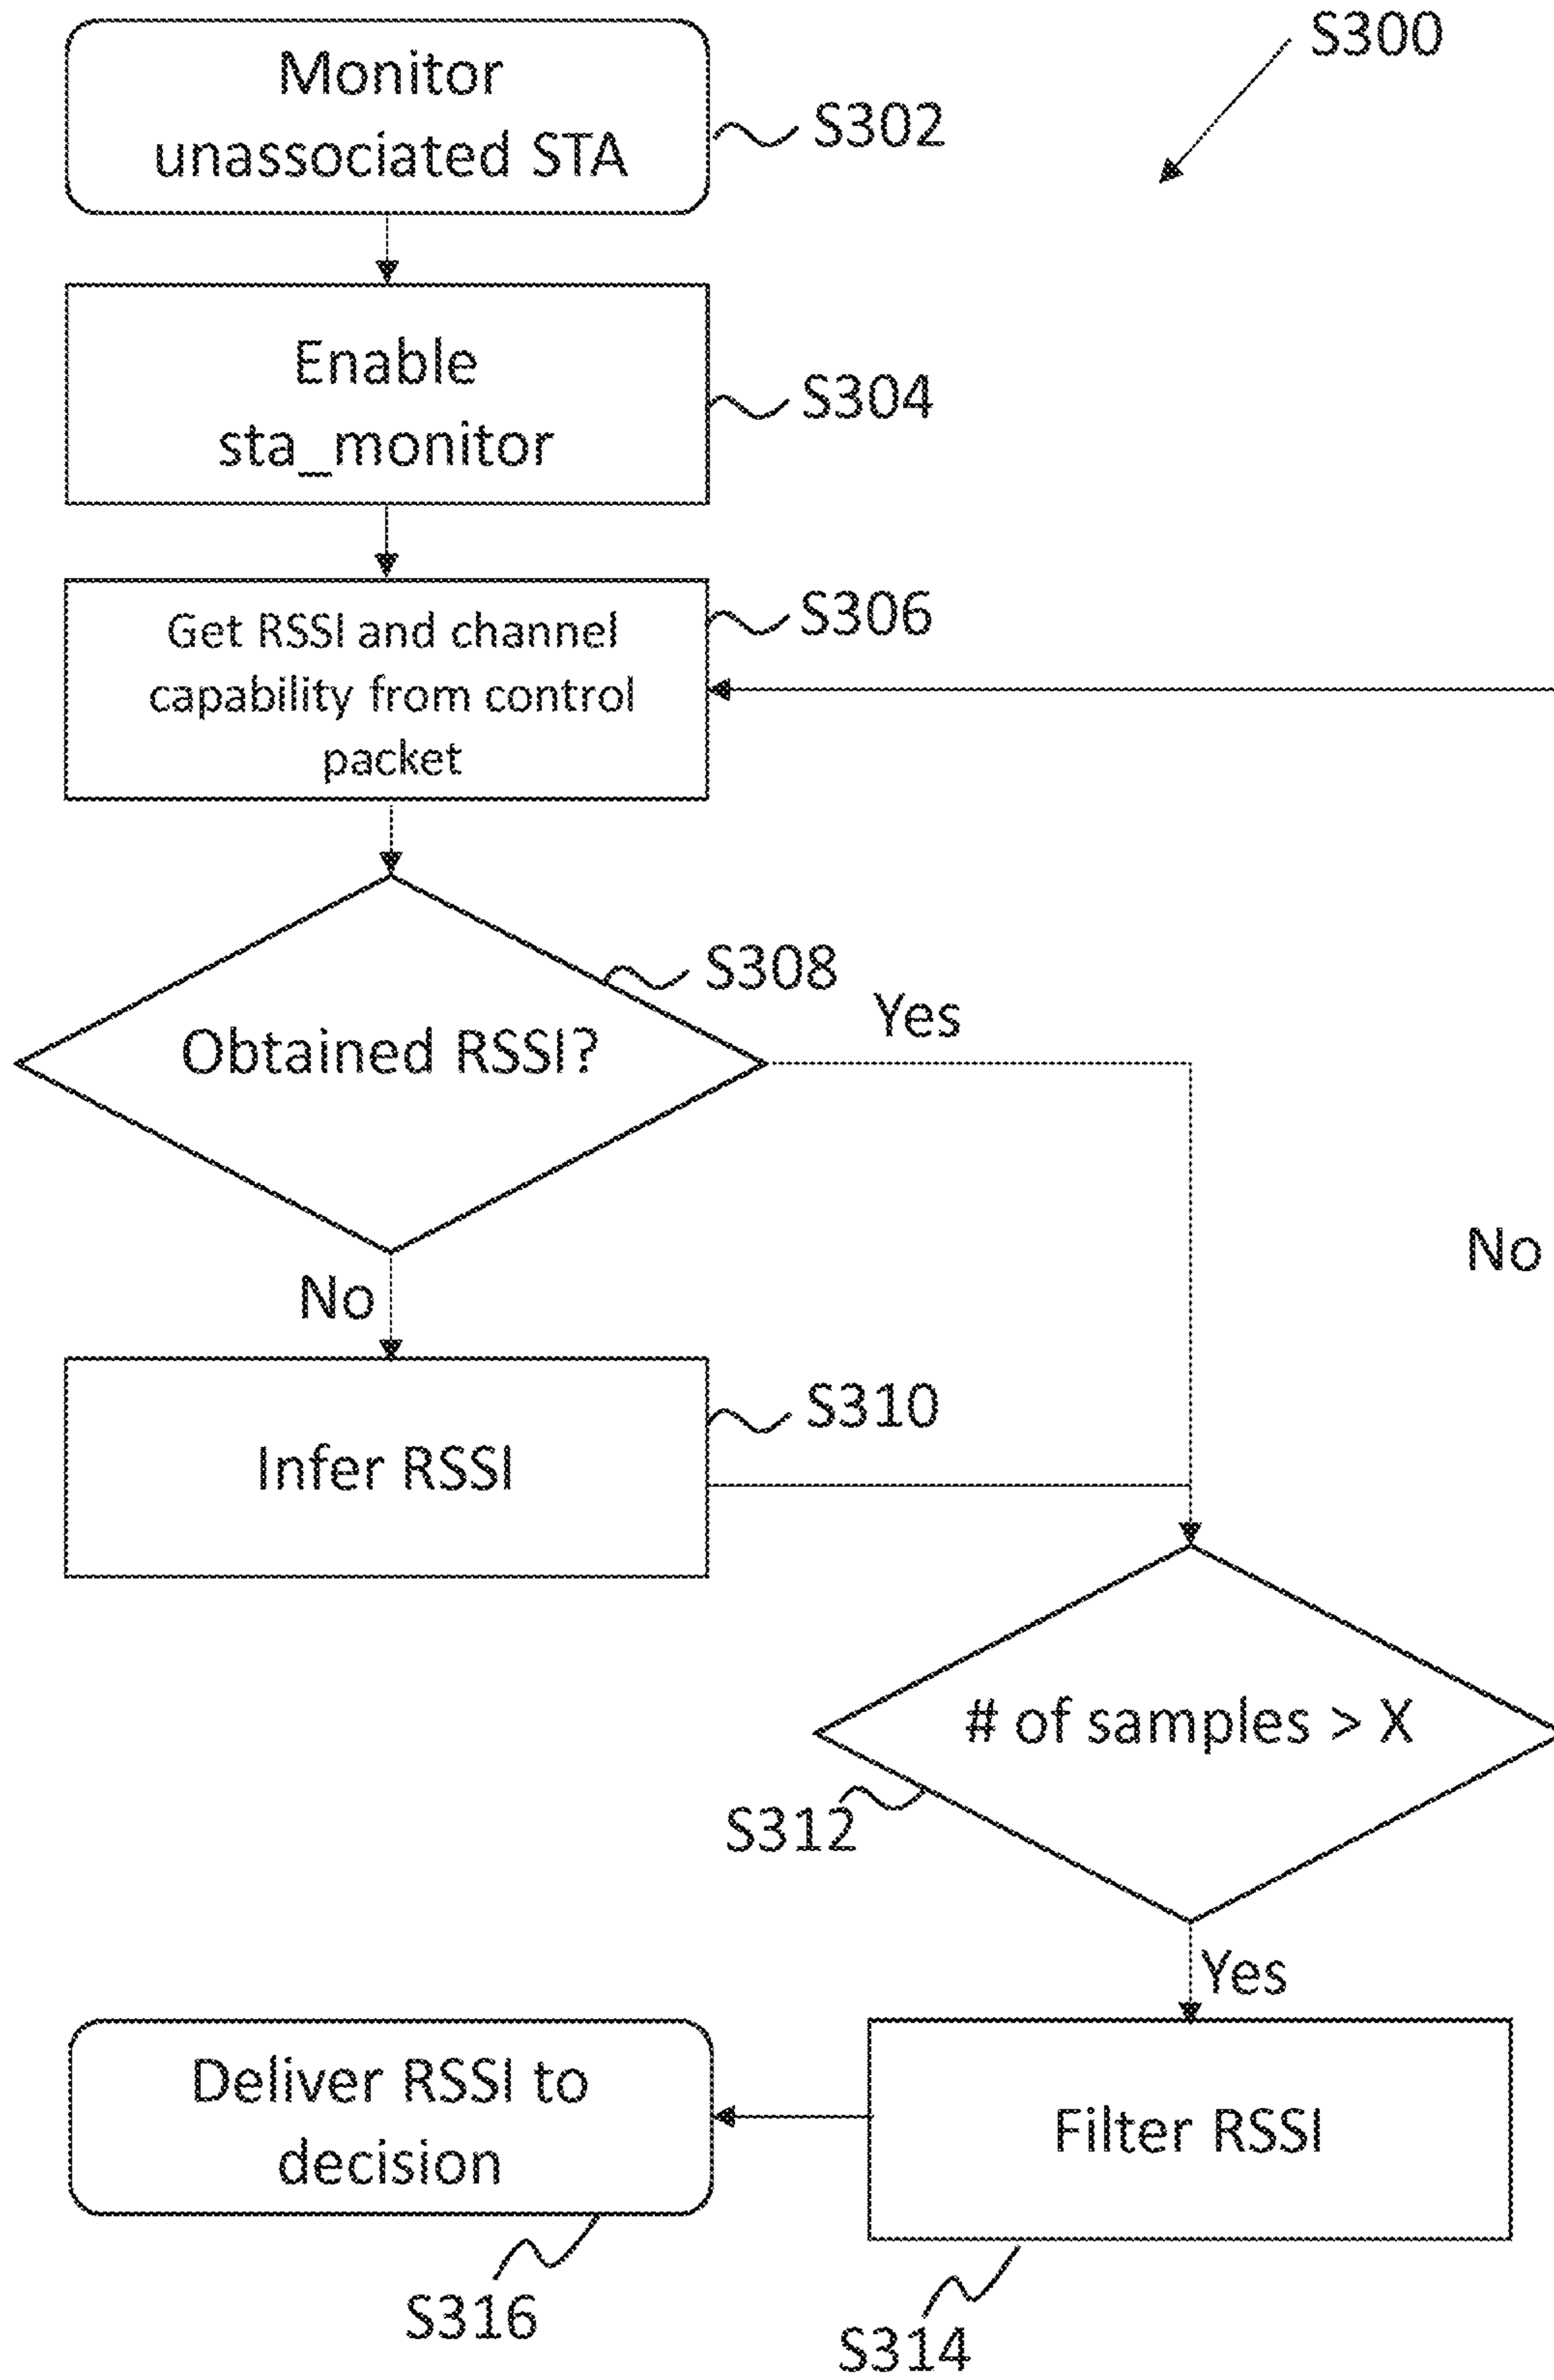 S300
Monitor
unassociated STA
S302
Enable
sta_monitor
S304
Get RSSI and channel
capability from control
packet
S306
Obtained RSSI?
S308
Yes
No
No
Infer RSSI
S310
# of samples > X
S312
Yes
Filter RSSI
S314
Deliver RSSI to
decision
S316